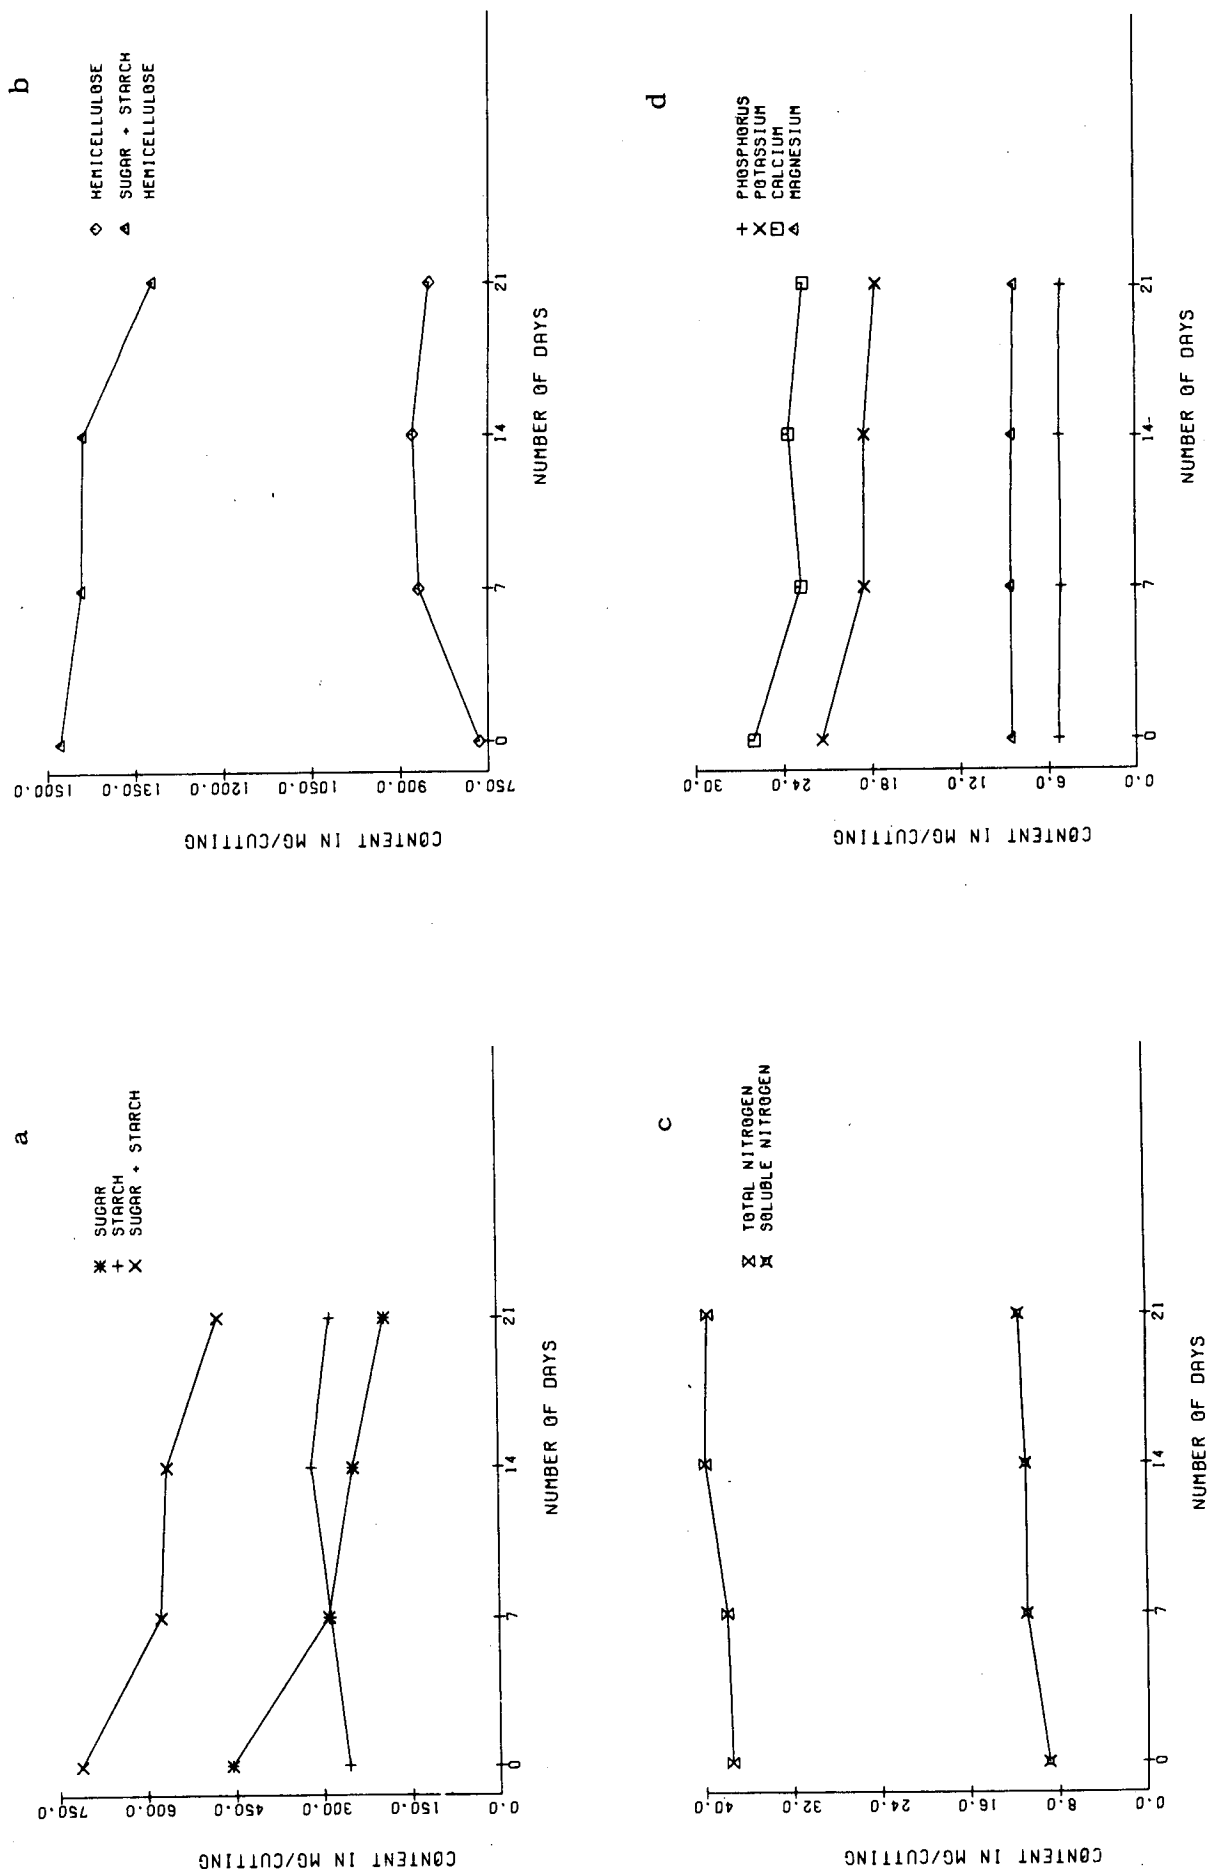 a
✳ SUGAR
+ STARCH
× SUGAR + STARCH
CONTENT IN MG/CUTTING
750.0
600.0
450.0
300.0
150.0
0.0
0 7 14 21
NUMBER OF DAYS
b
HEMICELLULOSE
SUGAR + STARCH
HEMICELLULOSE
CONTENT IN MG/CUTTING
1500.0
1350.0
1200.0
1050.0
900.0
750.0
0 7 14 21
NUMBER OF DAYS
c
TOTAL NITROGEN
SOLUBLE NITROGEN
CONTENT IN MG/CUTTING
40.0
32.0
24.0
16.0
8.0
0.0
0 7 14 21
NUMBER OF DAYS
d
PHOSPHORUS
POTASSIUM
CALCIUM
MAGNESIUM
CONTENT IN MG/CUTTING
30.0
24.0
18.0
12.0
6.0
0.0
0 7 14 21
NUMBER OF DAYS